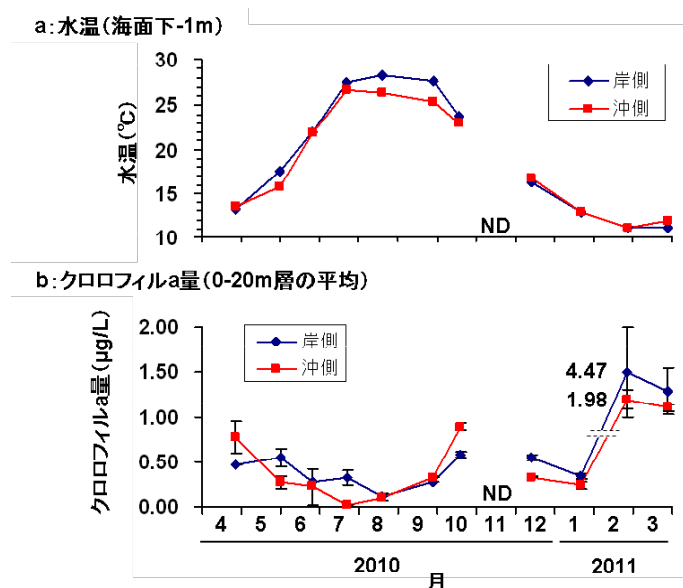 a:水温(海面下-1m)
30
25
20
15
10
水温(℃)
岸側
沖側
ND
b:クロロフィルa量(0-20m層の平均)
2.00
1.50
1.00
0.50
0.00
クロロフィルa量(μg/L)
岸側
沖側
4.47
1.98
ND
4 5 6 7 8 9 10 11 12 1 2 3
2010 2011
月